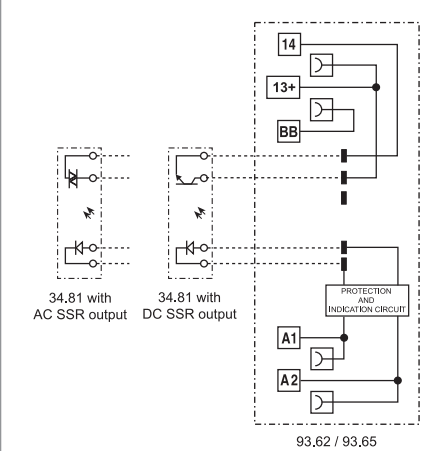 14
13+
BB
34.81 with
AC SSR output
34.81 with
DC SSR output
PROTECTION
AND
INDICATION CIRCUIT
A1
A2
93.62 / 93.65